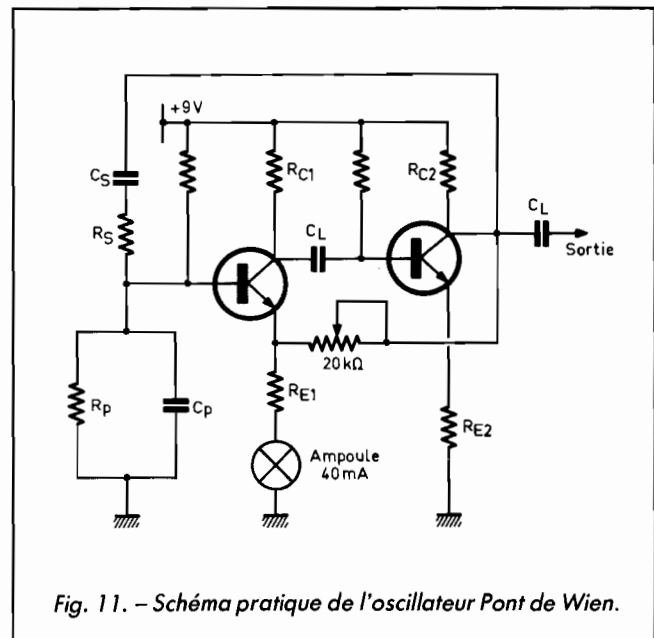 +9V
CS
RS
RC1
CL
RC2
CL
Sortie
20kΩ
RE1
Rp
Cp
Ampoule
40mA
RE2
Fig. 11. – Schéma pratique de l'oscillateur Pont de Wien.